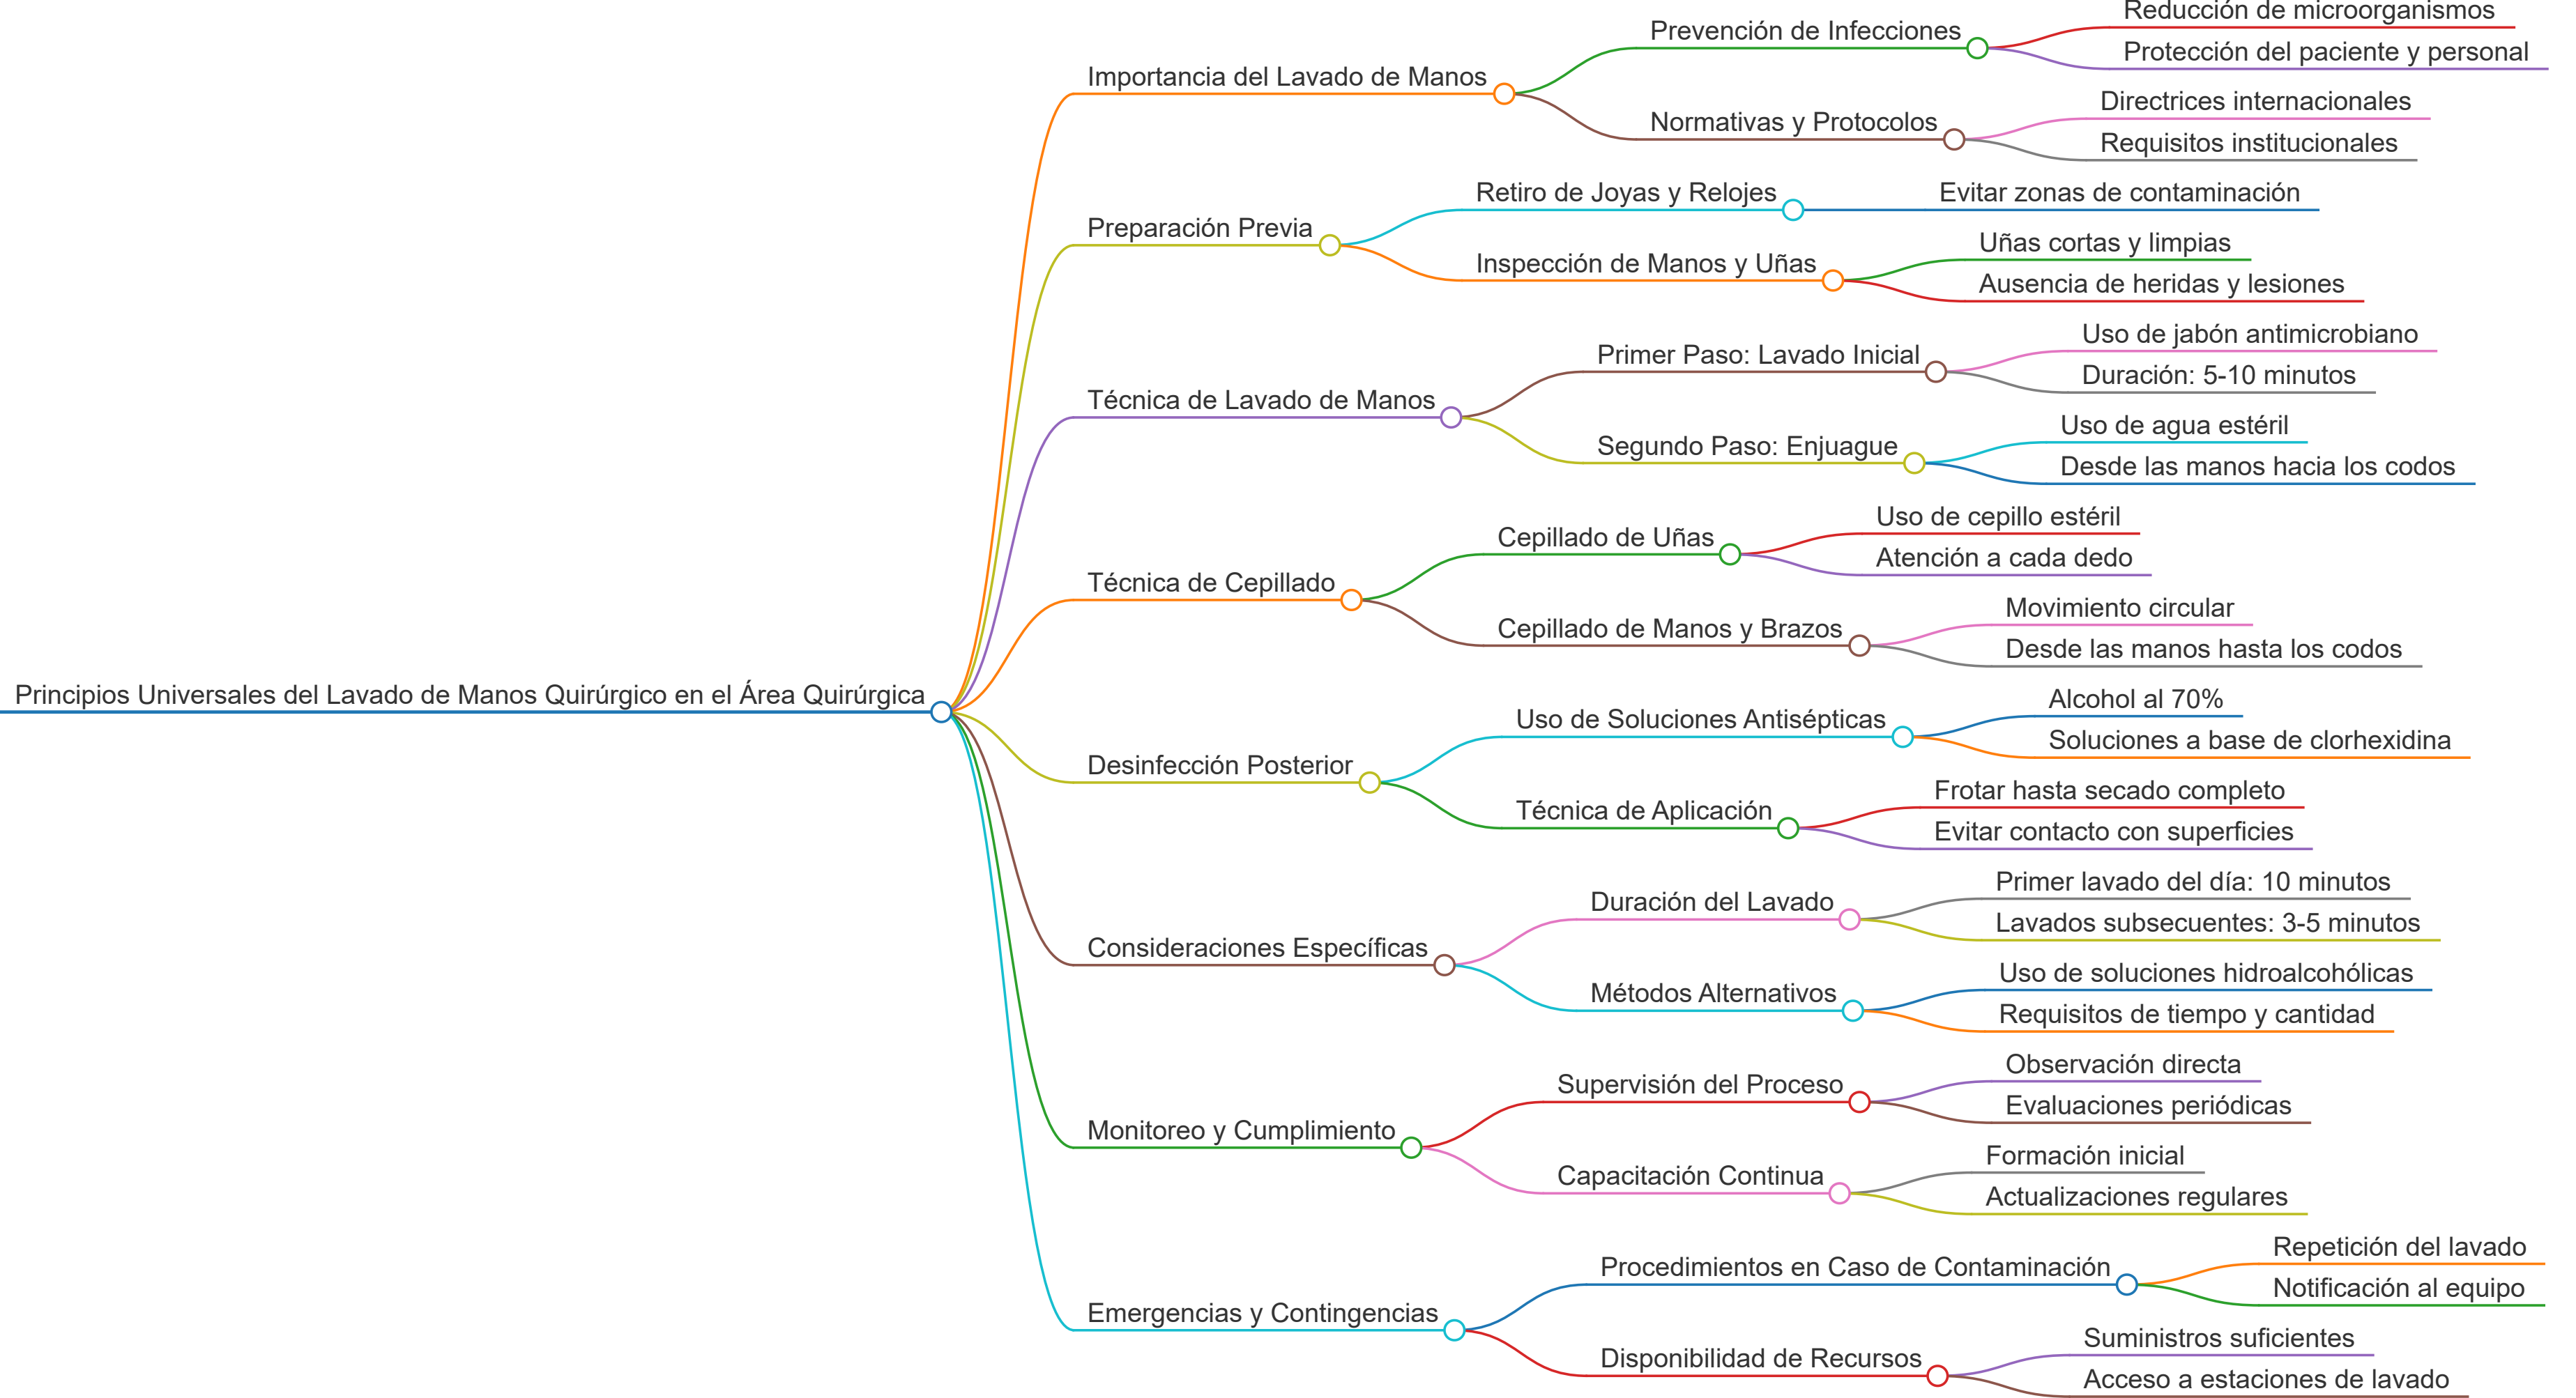 Principios Universales del Lavado de Manos Quirúrgico en el Área Quirúrgica
Importancia del Lavado de Manos
Prevención de Infecciones
Reducción de microorganismos
Protección del paciente y personal
Normativas y Protocolos
Directrices internacionales
Requisitos institucionales
Preparación Previa
Retiro de Joyas y Relojes
Evitar zonas de contaminación
Inspección de Manos y Uñas
Uñas cortas y limpias
Ausencia de heridas y lesiones
Técnica de Lavado de Manos
Primer Paso: Lavado Inicial
Uso de jabón antimicrobiano
Duración: 5-10 minutos
Segundo Paso: Enjuague
Uso de agua estéril
Desde las manos hacia los codos
Técnica de Cepillado
Cepillado de Uñas
Uso de cepillo estéril
Atención a cada dedo
Cepillado de Manos y Brazos
Movimiento circular
Desde las manos hasta los codos
Desinfección Posterior
Uso de Soluciones Antisépticas
Alcohol al 70%
Soluciones a base de clorhexidina
Técnica de Aplicación
Frotar hasta secado completo
Evitar contacto con superficies
Consideraciones Específicas
Duración del Lavado
Primer lavado del día: 10 minutos
Lavados subsecuentes: 3-5 minutos
Métodos Alternativos
Uso de soluciones hidroalcohólicas
Requisitos de tiempo y cantidad
Monitoreo y Cumplimiento
Supervisión del Proceso
Observación directa
Evaluaciones periódicas
Capacitación Continua
Formación inicial
Actualizaciones regulares
Emergencias y Contingencias
Procedimientos en Caso de Contaminación
Repetición del lavado
Notificación al equipo
Disponibilidad de Recursos
Suministros suficientes
Acceso a estaciones de lavado